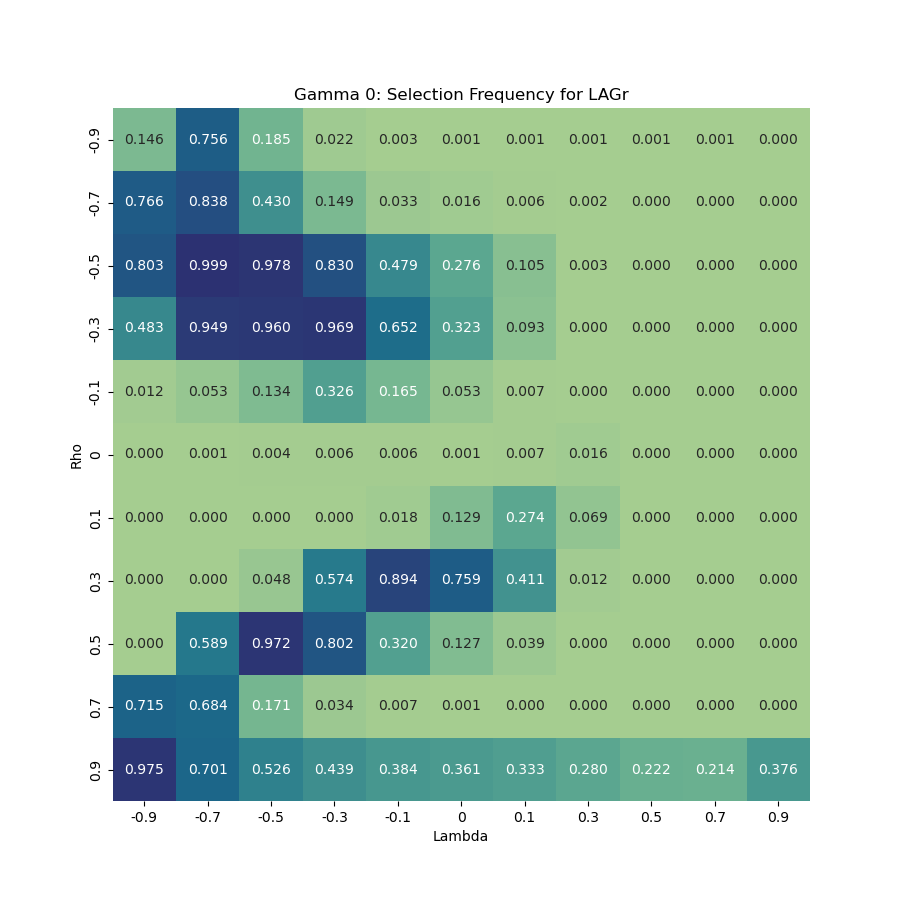 Gamma 0: Selection Frequency for LAGr
-0.9 0.146 0.756 0.185 0.022 0.003 0.001 0.001 0.001 0.001 0.001 0.000
-0.7 0.766 0.838 0.430 0.149 0.033 0.016 0.006 0.002 0.000 0.000 0.000
-0.5 0.803 0.999 0.978 0.830 0.479 0.276 0.105 0.003 0.000 0.000 0.000
-0.3 0.483 0.949 0.960 0.969 0.652 0.323 0.093 0.000 0.000 0.000 0.000
-0.1 0.012 0.053 0.134 0.326 0.165 0.053 0.007 0.000 0.000 0.000 0.000
Rho
0 0.000 0.001 0.004 0.006 0.006 0.001 0.007 0.016 0.000 0.000 0.000
0.1 0.000 0.000 0.000 0.000 0.018 0.129 0.274 0.069 0.000 0.000 0.000
0.3 0.000 0.000 0.048 0.574 0.894 0.759 0.411 0.012 0.000 0.000 0.000
0.5 0.000 0.589 0.972 0.802 0.320 0.127 0.039 0.000 0.000 0.000 0.000
0.7 0.715 0.684 0.171 0.034 0.007 0.001 0.000 0.000 0.000 0.000 0.000
0.9 0.975 0.701 0.526 0.439 0.384 0.361 0.333 0.280 0.222 0.214 0.376
-0.9 -0.7 -0.5 -0.3 -0.1 0 0.1 0.3 0.5 0.7 0.9
Lambda